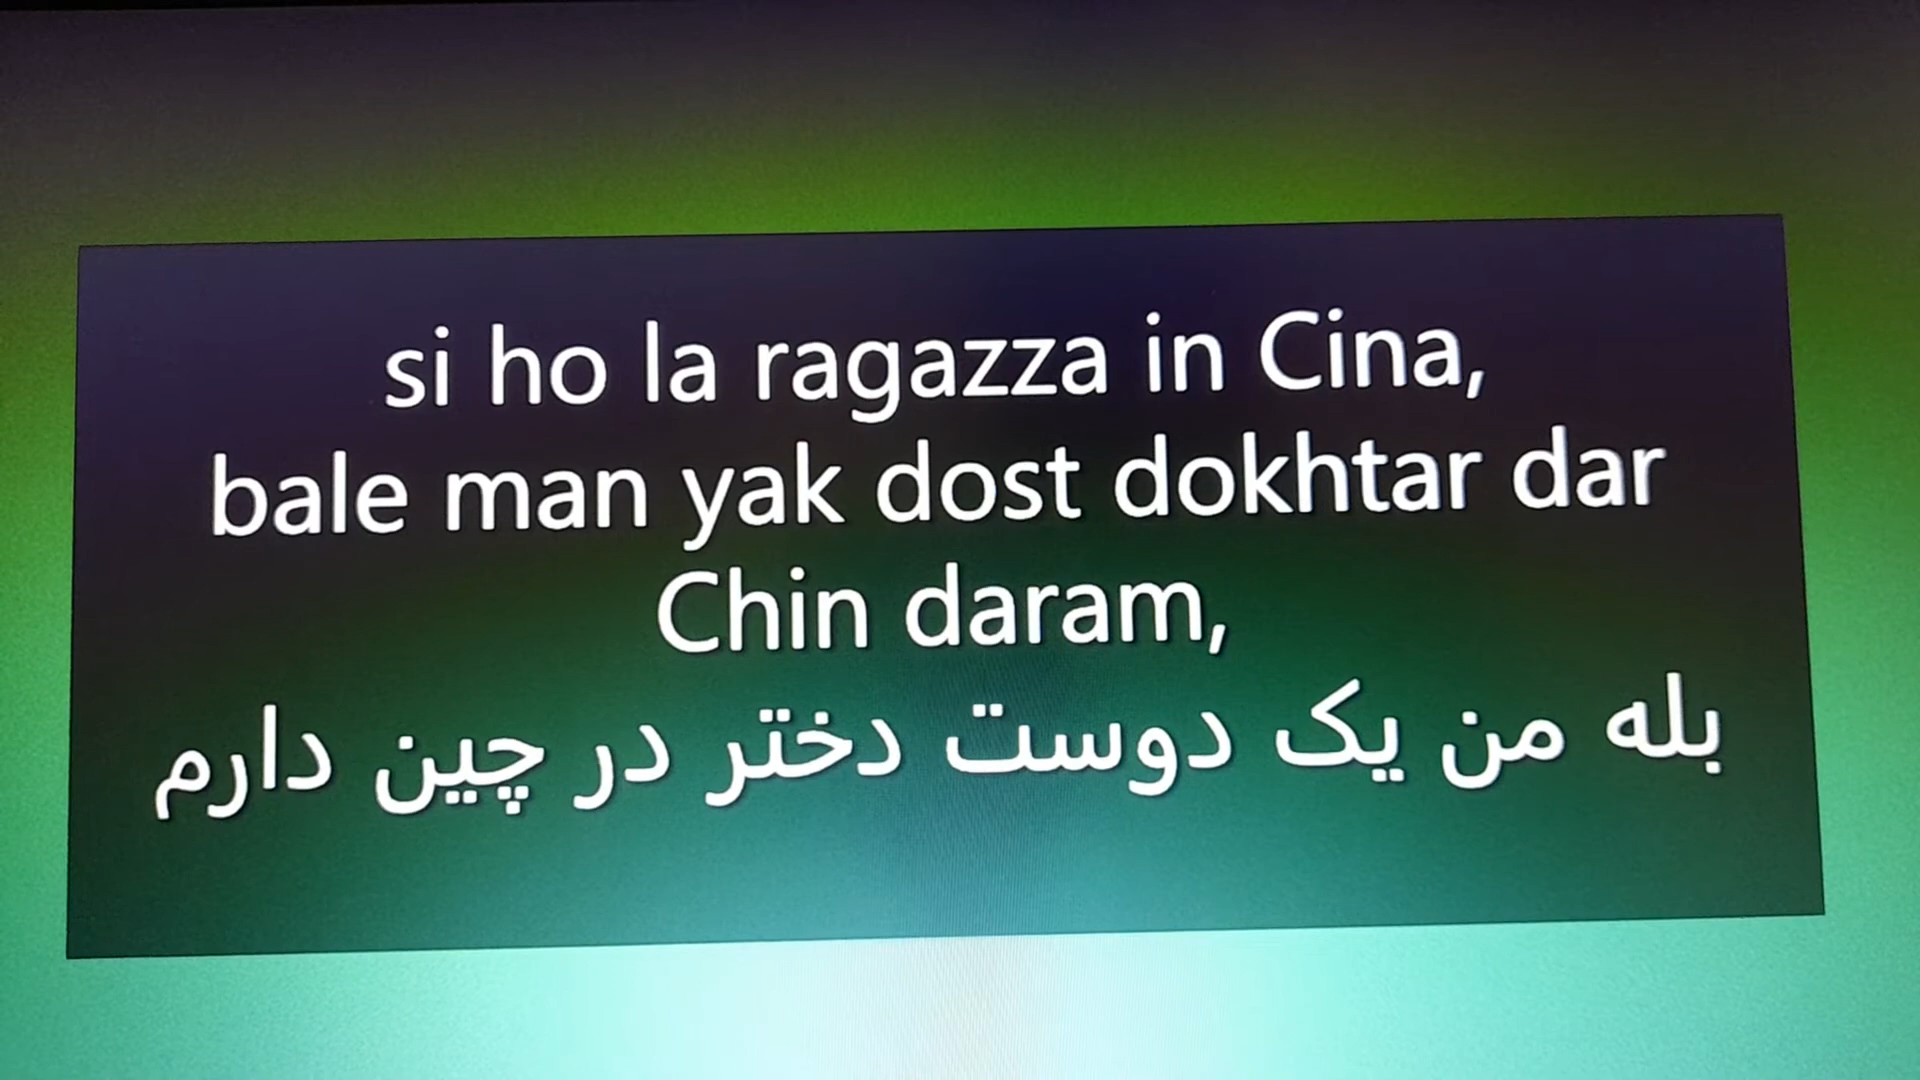 si ho la ragazza in Cina,
bale man yak dost dokhtar dar
Chin daram,
بله من یک دوست دختر در چین دارم